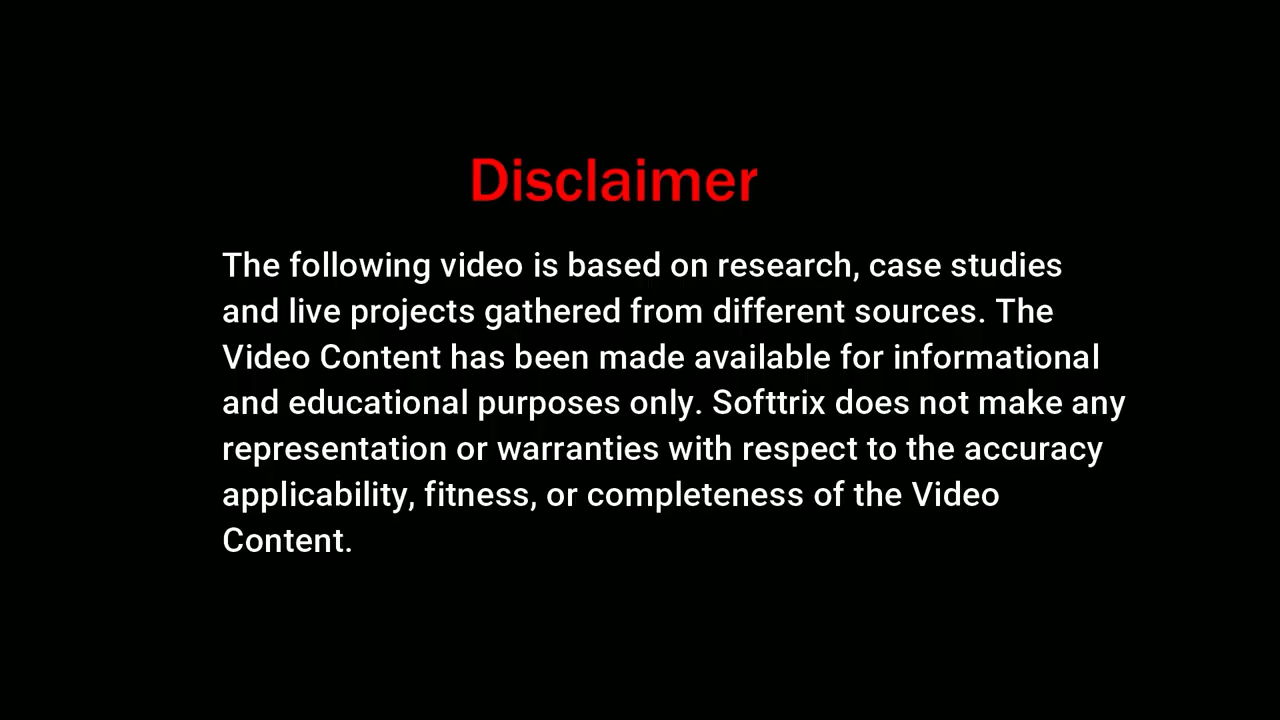 Disclaimer
The following video is based on research, case studies
and live projects gathered from different sources. The
Video Content has been made available for informational
and educational purposes only. Softtrix does not make any
representation or warranties with respect to the accuracy
applicability, fitness, or completeness of the Video
Content.